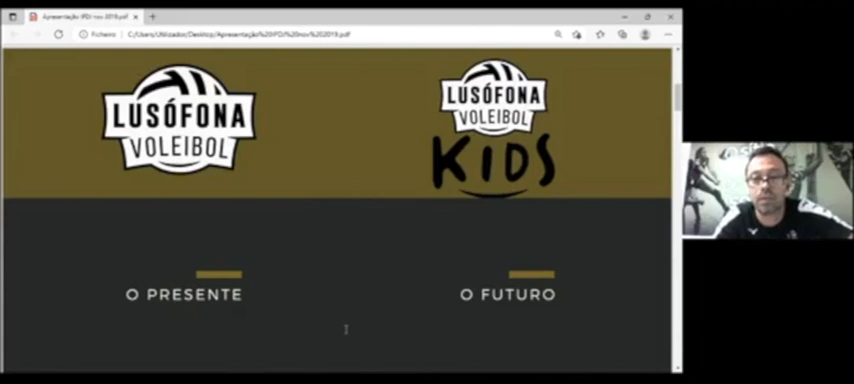 Apresentação IPDJ nov 2019.pdf
Ficheiro
C:/Users/Utilizador/Desktop/Apresentação%20IPDJ%20nov%202019.pdf
LUSÓFONA
VOLEIBOL
LUSÓFONA
VOLEIBOL
KIDS
O PRESENTE
O FUTURO